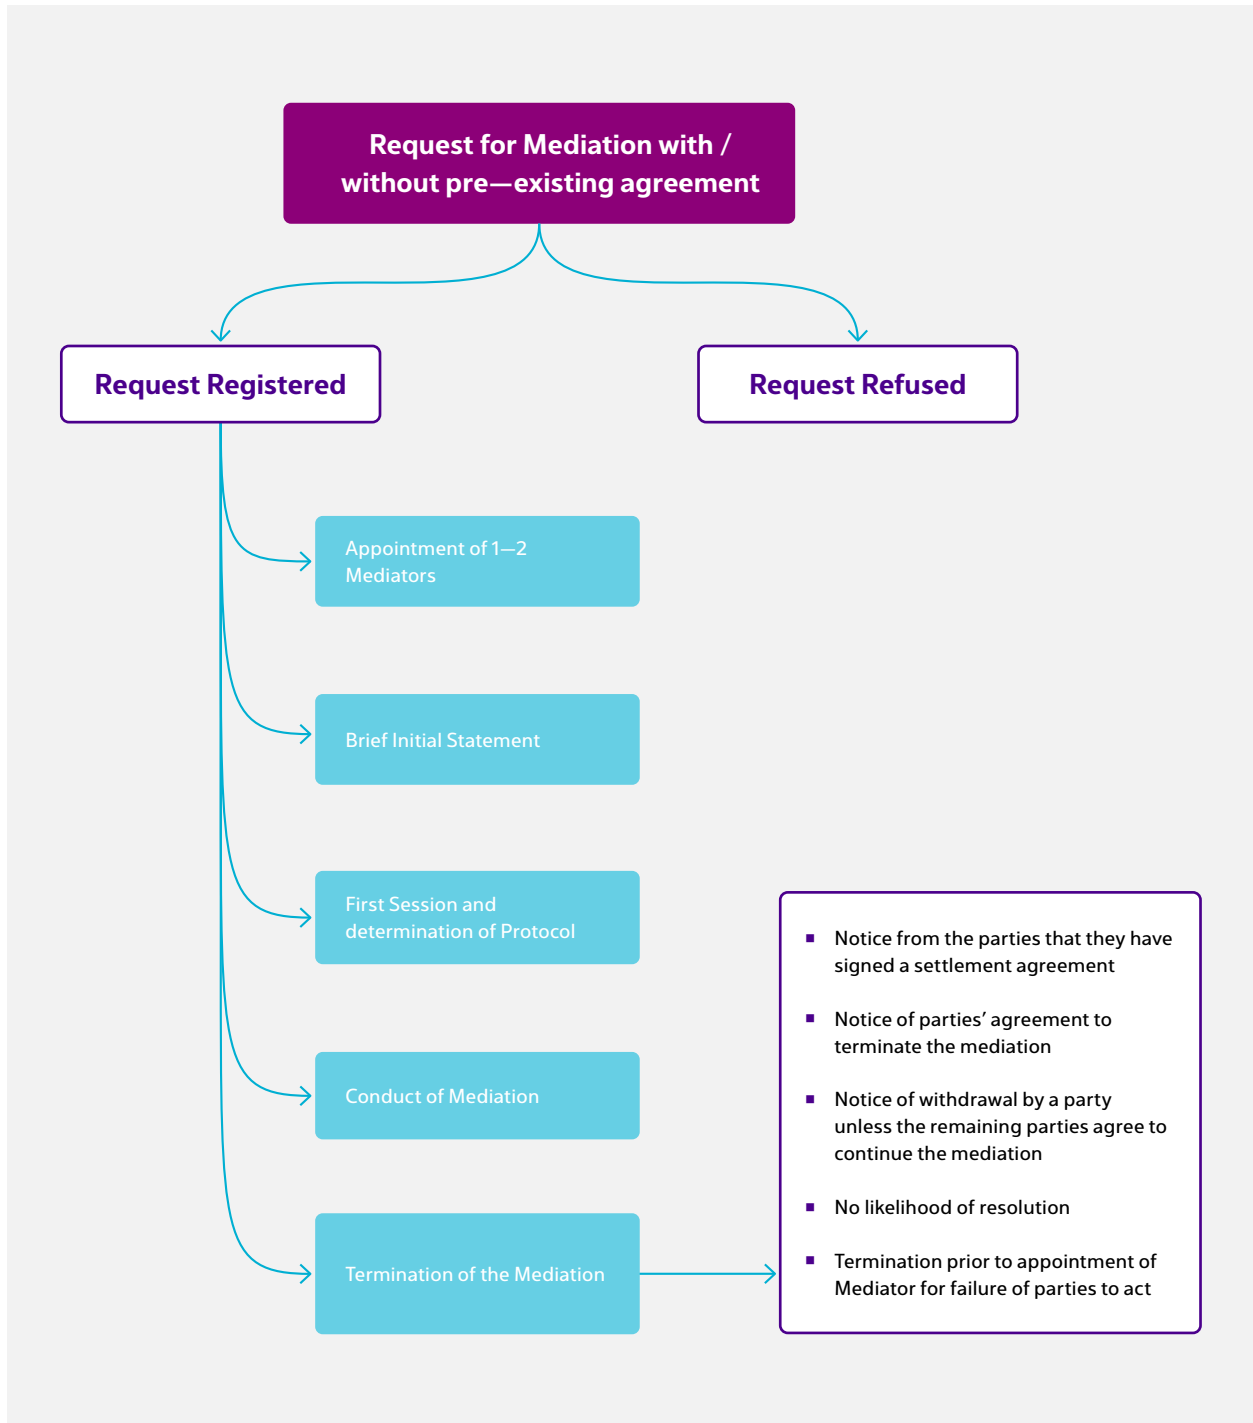 Request for Mediation with /
without pre—existing agreement
Request Registered
Request Refused
Appointment of 1—2
Mediators
Brief Initial Statement
First Session and
determination of Protocol
Conduct of Mediation
Termination of the Mediation
Notice from the parties that they have
signed a settlement agreement
Notice of parties’ agreement to
terminate the mediation
Notice of withdrawal by a party
unless the remaining parties agree to
continue the mediation
No likelihood of resolution
Termination prior to appointment of
Mediator for failure of parties to act